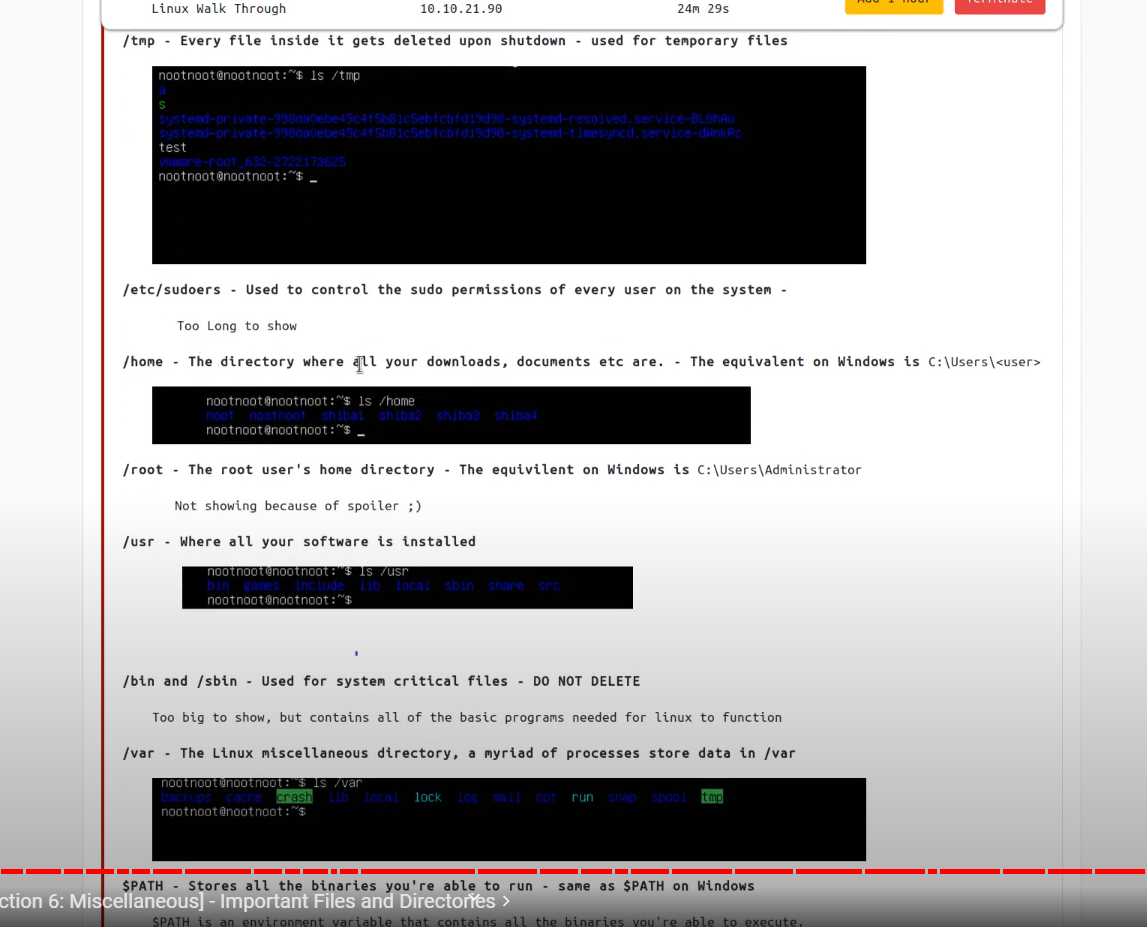 Linux Walk Through 10.10.21.90 24m 29s Add 1 hour Terminate
/tmp - Every file inside it gets deleted upon shutdown - used for temporary files
nootnoot@nootnoot:~$ ls /tmp
a
s
systemd-private-998da0ebe49c4f5b81c5ebfcbfd19d98-systemd-resolved.service-BL8hAu
systemd-private-998da0ebe49c4f5b81c5ebfcbfd19d98-systemd-timesyncd.service-dWnKRc
test
vmware-root_632-2722173625
nootnoot@nootnoot:~$ _
/etc/sudoers - Used to control the sudo permissions of every user on the system -
Too Long to show
/home - The directory where all your downloads, documents etc are. - The equivalent on Windows is C:\Users\<user>
nootnoot@nootnoot:~$ ls /home
noot nootnoot shiba1 shiba2 shiba3 shiba4
nootnoot@nootnoot:~$ _
/root - The root user's home directory - The equivilent on Windows is C:\Users\Administrator
Not showing because of spoiler ;)
/usr - Where all your software is installed
nootnoot@nootnoot:~$ ls /usr
bin games include lib local sbin share src
nootnoot@nootnoot:~$
/bin and /sbin - Used for system critical files - DO NOT DELETE
Too big to show, but contains all of the basic programs needed for linux to function
/var - The Linux miscellaneous directory, a myriad of processes store data in /var
nootnoot@nootnoot:~$ ls /var
backups cache crash lib local lock log mail opt run snap spool tmp
nootnoot@nootnoot:~$
$PATH - Stores all the binaries you're able to run - same as $PATH on Windows
ction 6: Miscellaneous] - Important Files and Directories >
$PATH is an environment variable that contains all the binaries you're able to execute.